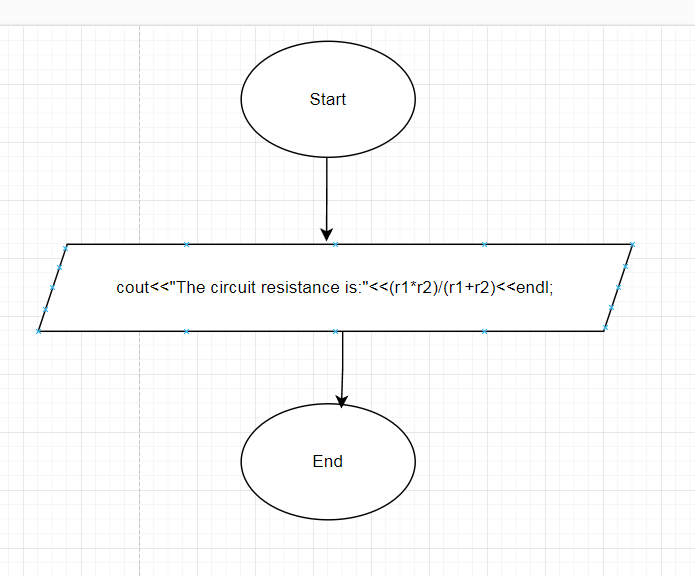 Start
cout<<"The circuit resistance is:"<<(r1*r2)/(r1+r2)<<endl;
End